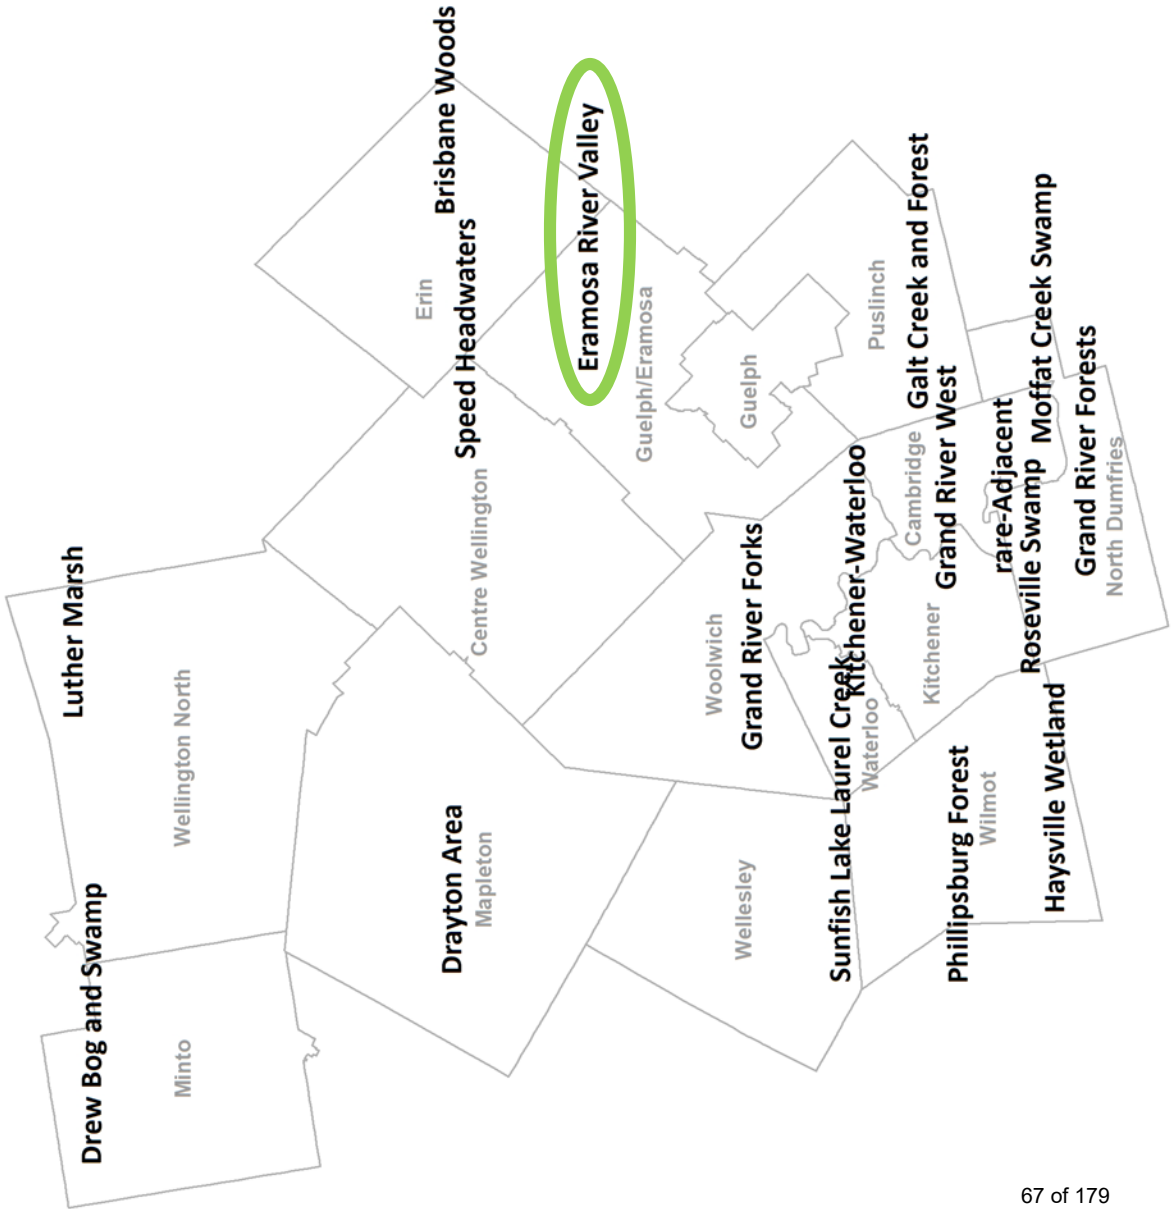 Drew Bog and Swamp
Luther Marsh
Minto
Wellington North
Erin
Brisbane Woods
Speed Headwaters
Drayton Area
Mapleton
Centre Wellington
Eramosa River Valley
Guelph/Eramosa
Woolwich
Grand River Forks
Wellesley
Guelph
Sunfish Lake Laurel Creek
Kitchener-Waterloo
Waterloo
Puslinch
Cambridge
Galt Creek and Forest
Kitchener
Grand River West
Phillipsburg Forest
Wilmot
rare-Adjacent
Roseville Swamp
Moffat Creek Swamp
Haysville Wetland
Grand River Forests
North Dumfries
67 of 179